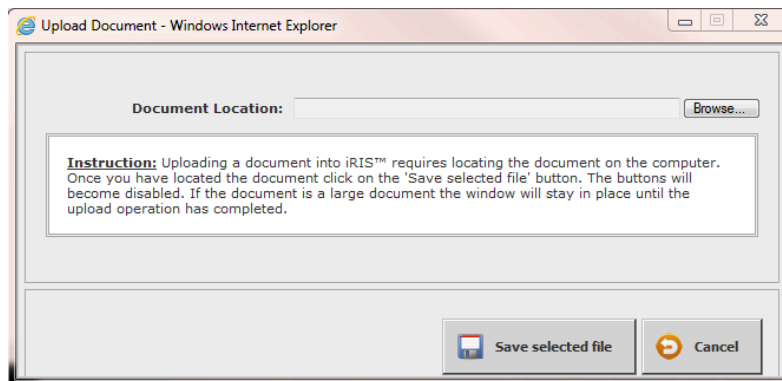 Upload Document - Windows Internet Explorer
Document Location: Browse...
Instruction: Uploading a document into iRIS™ requires locating the document on the computer.
Once you have located the document click on the 'Save selected file' button. The buttons will
become disabled. If the document is a large document the window will stay in place until the
upload operation has completed.
Save selected file Cancel